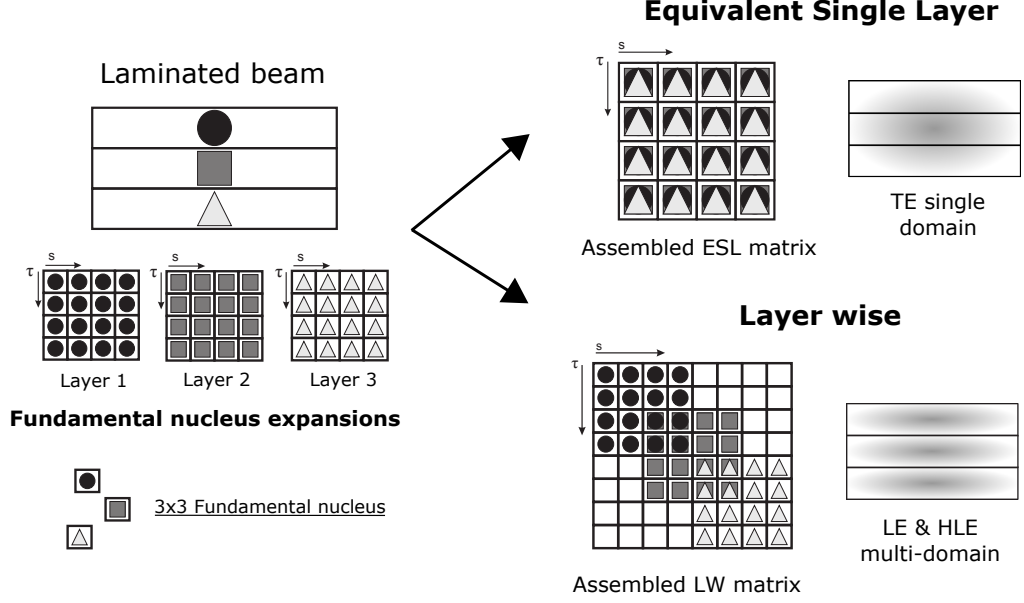 Equivalent Single Layer
Laminated beam
s
τ
TE single
domain
Assembled ESL matrix
s
τ
s
τ
s
τ
Layer 1
Layer 2
Layer 3
Fundamental nucleus expansions
3x3 Fundamental nucleus
Layer wise
s
τ
LE & HLE
multi-domain
Assembled LW matrix